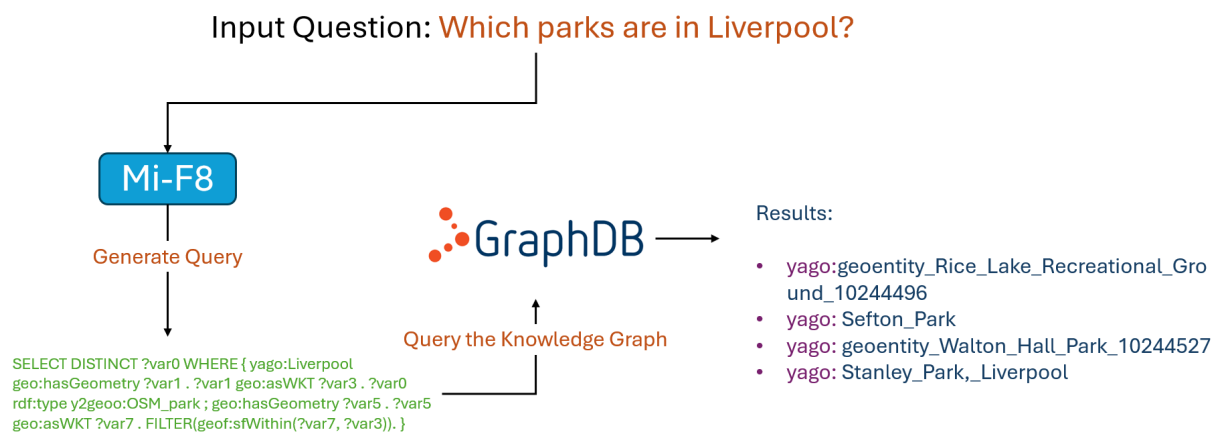 Input Question: Which parks are in Liverpool?
Mi-F8
Generate Query
SELECT DISTINCT ?var0 WHERE { yago:Liverpool
geo:hasGeometry ?var1 . ?var1 geo:asWKT ?var3 . ?var0
rdf:type y2geoo:OSM_park ; geo:hasGeometry ?var5 . ?var5
geo:asWKT ?var7 . FILTER(geof:sfWithin(?var7, ?var3)). }
Query the Knowledge Graph
GraphDB
Results:
• yago:geoentity_Rice_Lake_Recreational_Gro
und_10244496
• yago: Sefton_Park
• yago: geoentity_Walton_Hall_Park_10244527
• yago: Stanley_Park,_Liverpool